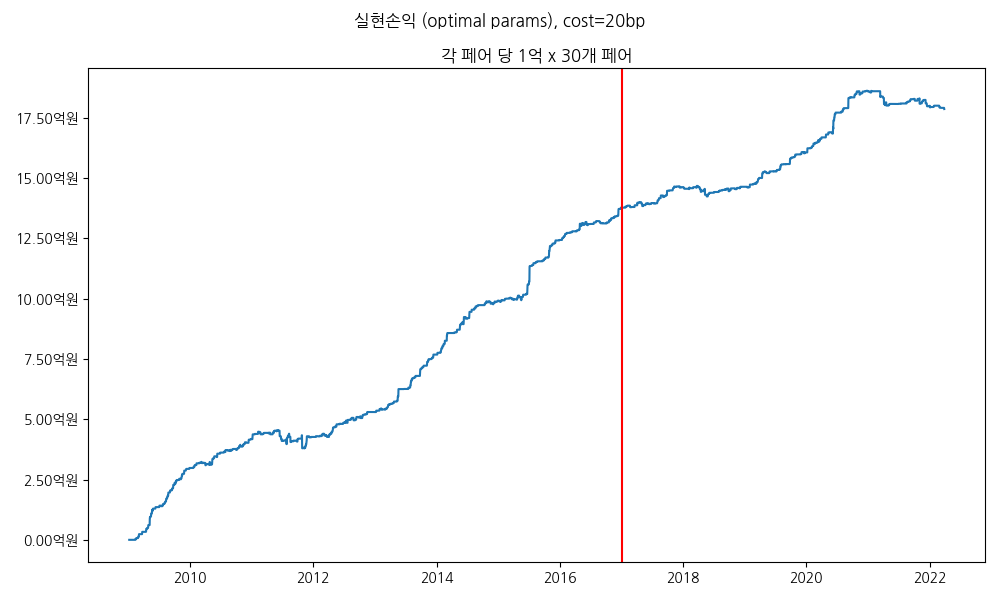 실현손익 (optimal params), cost=20bp
각 페어 당 1억 x 30개 페어
17.50억원
15.00억원
12.50억원
10.00억원
7.50억원
5.00억원
2.50억원
0.00억원
2010 2012 2014 2016 2018 2020 2022